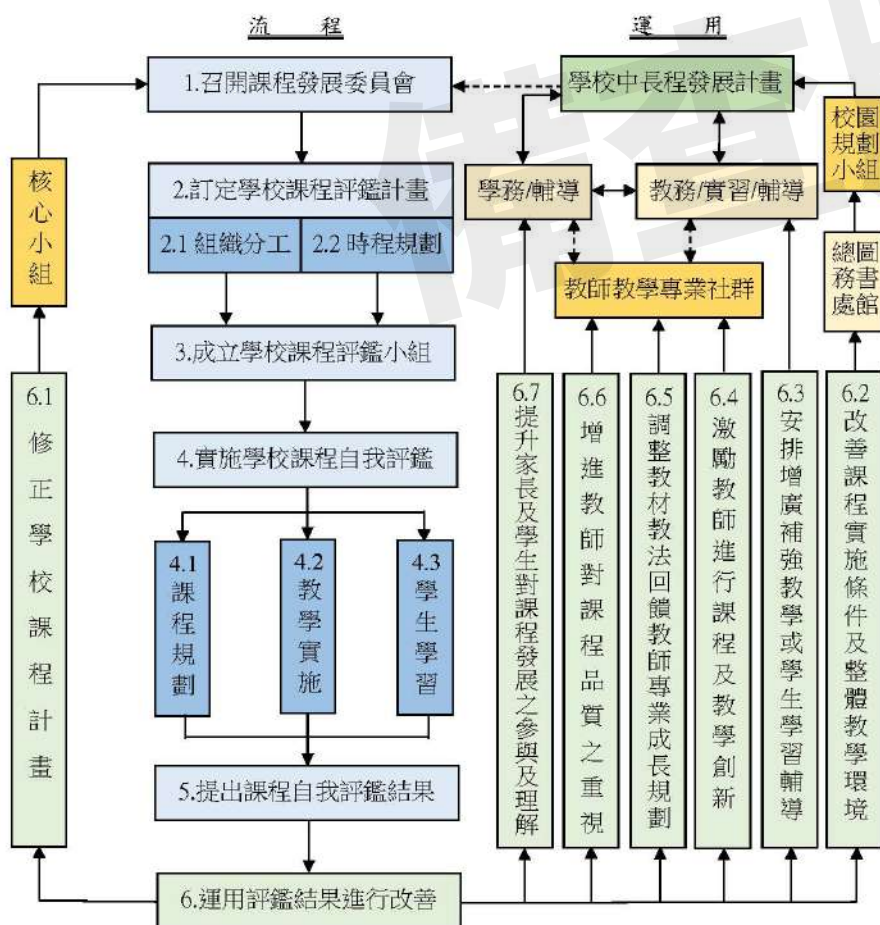 流 程
運 用
1.召開課程發展委員會
學校中長程發展計畫
校園規劃小組
核心小組
2.訂定學校課程評鑑計畫
2.1 組織分工
2.2 時程規劃
學務/輔導
教務/實習/輔導
總務處
圖書館
教師教學專業社群
3.成立學校課程評鑑小組
6.1 修正學校課程計畫
4.實施學校課程自我評鑑
4.1 課程規劃
4.2 教學實施
4.3 學生學習
6.7 提升家長及學生對課程發展之參與及理解
6.6 增進教師對課程品質之重視
6.5 調整教材教法回饋教師專業成長規劃
6.4 激勵教師進行課程及教學創新
6.3 安排增廣補強教學或學生學習輔導
6.2 改善課程實施條件及整體教學環境
5.提出課程自我評鑑結果
6.運用評鑑結果進行改善
備查